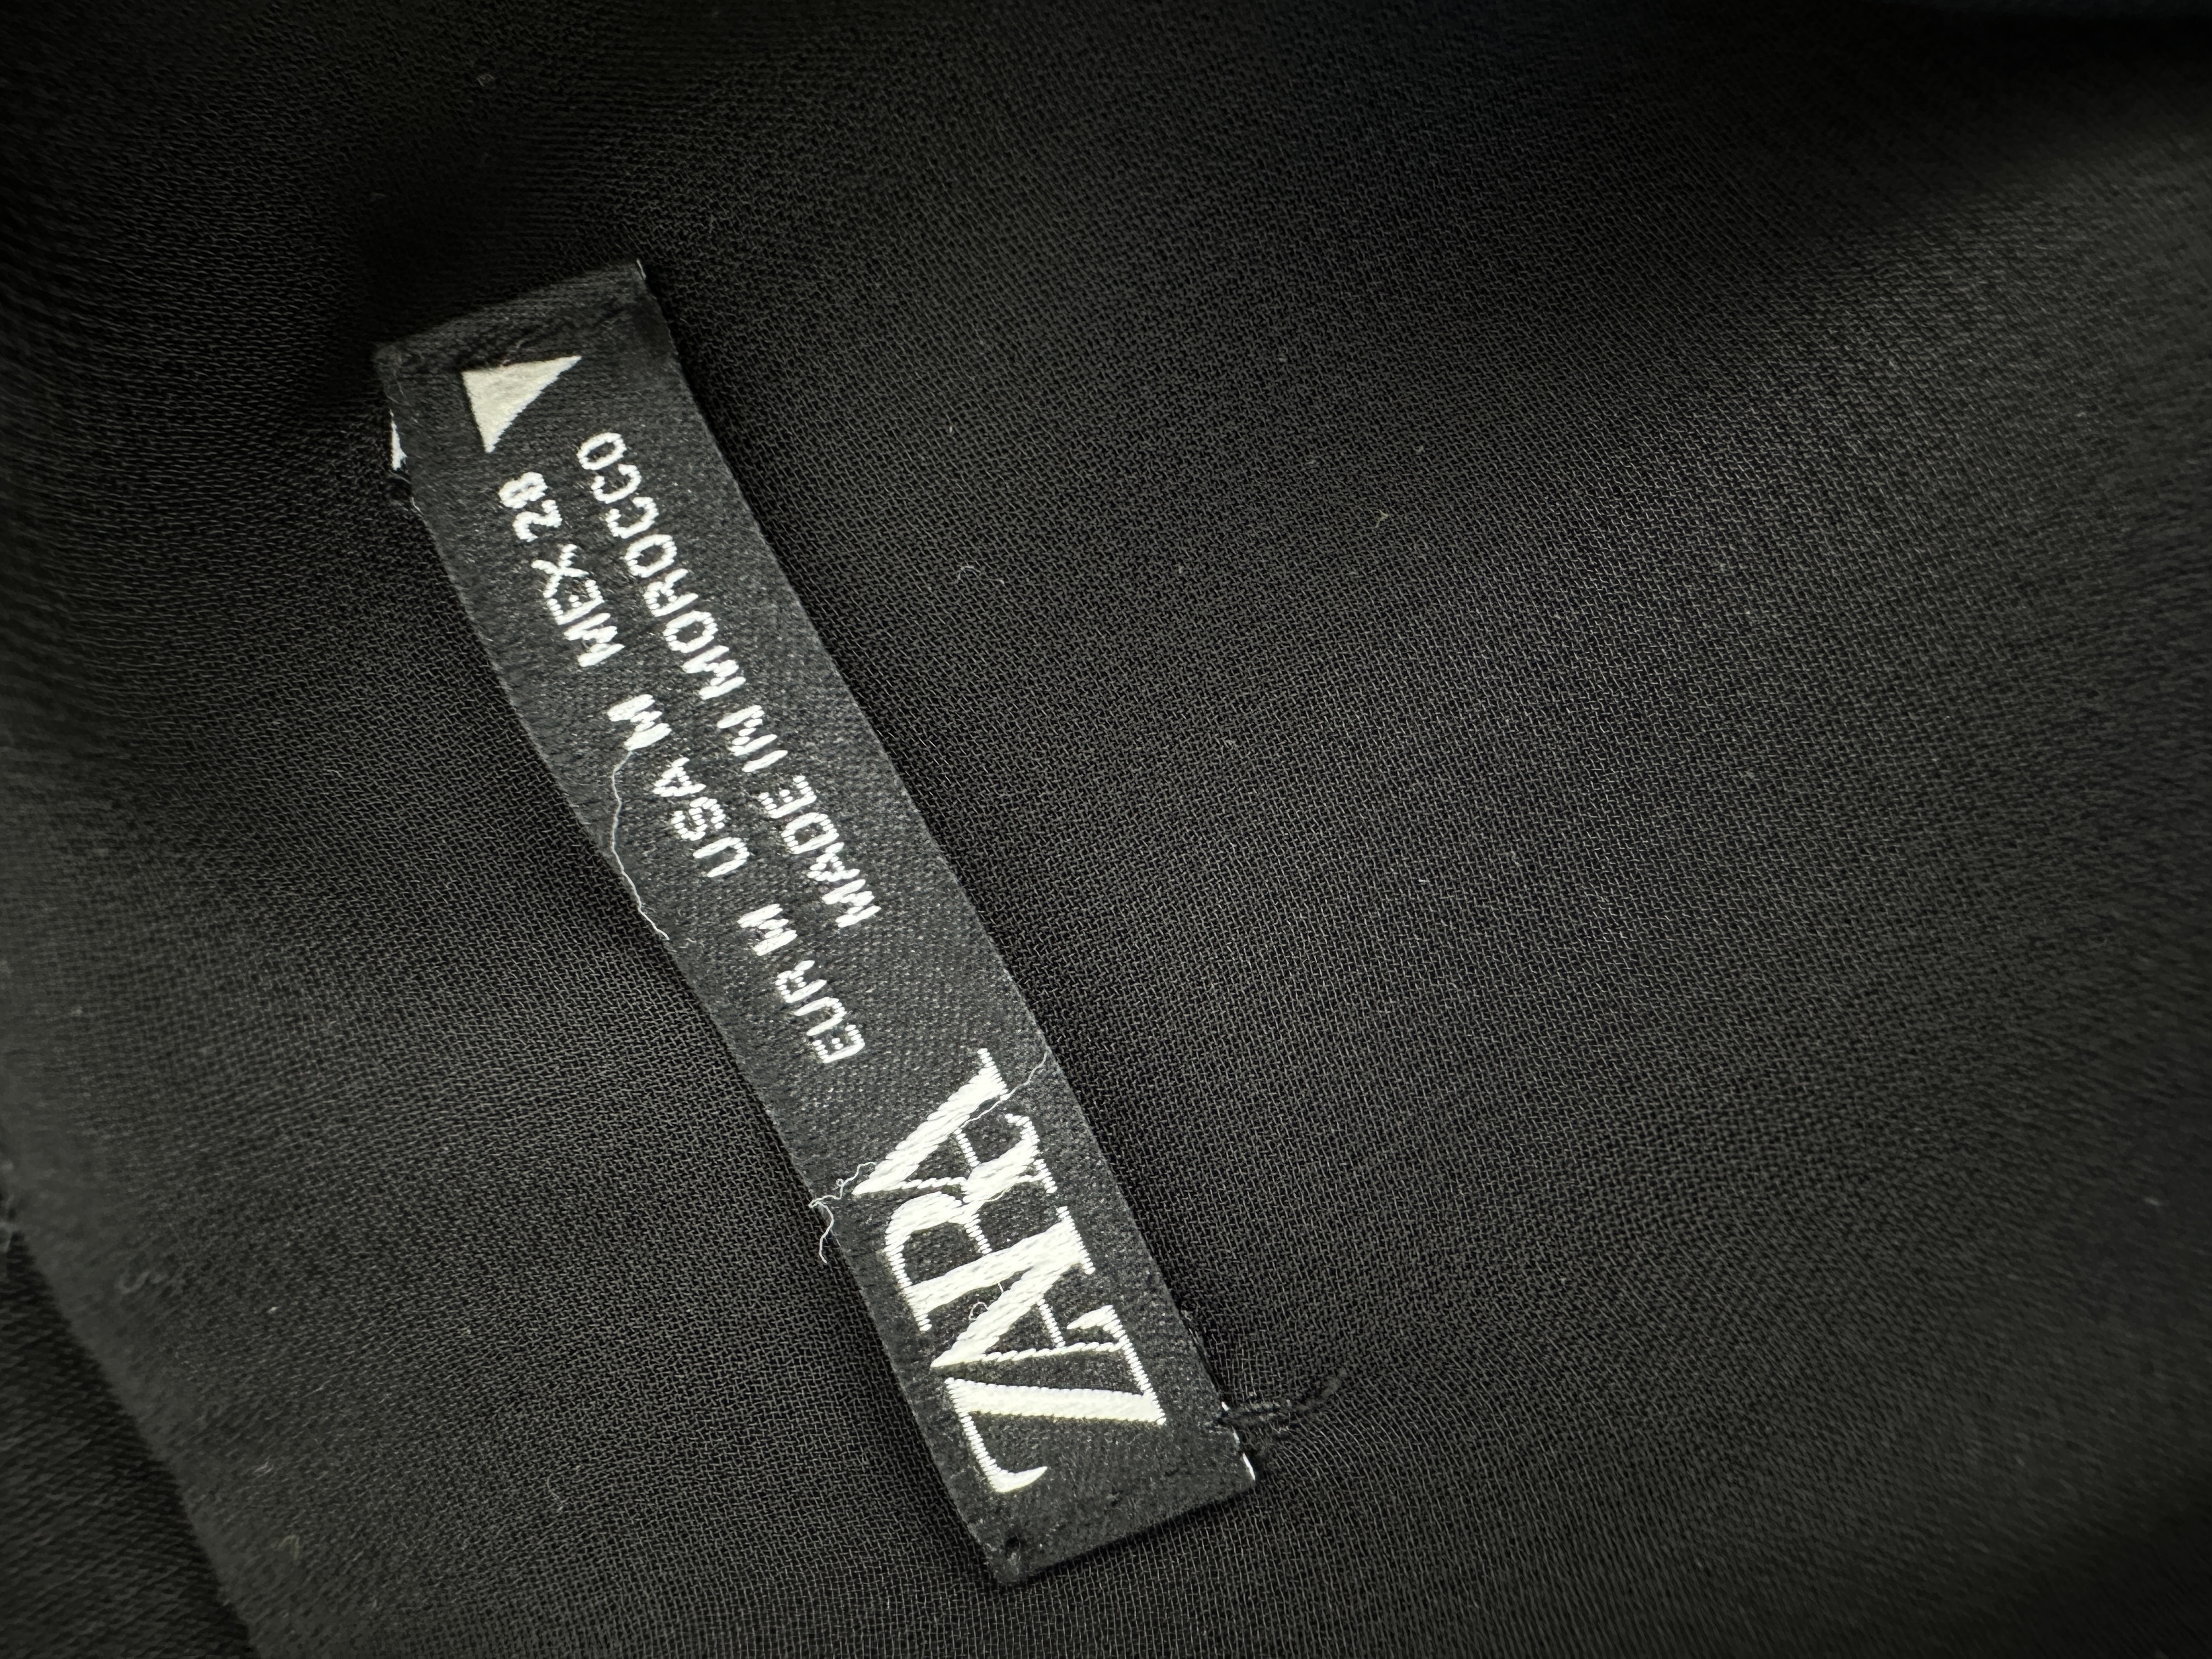 ZARA
EUR M USA M MEX 28
MADE IN MOROCCO